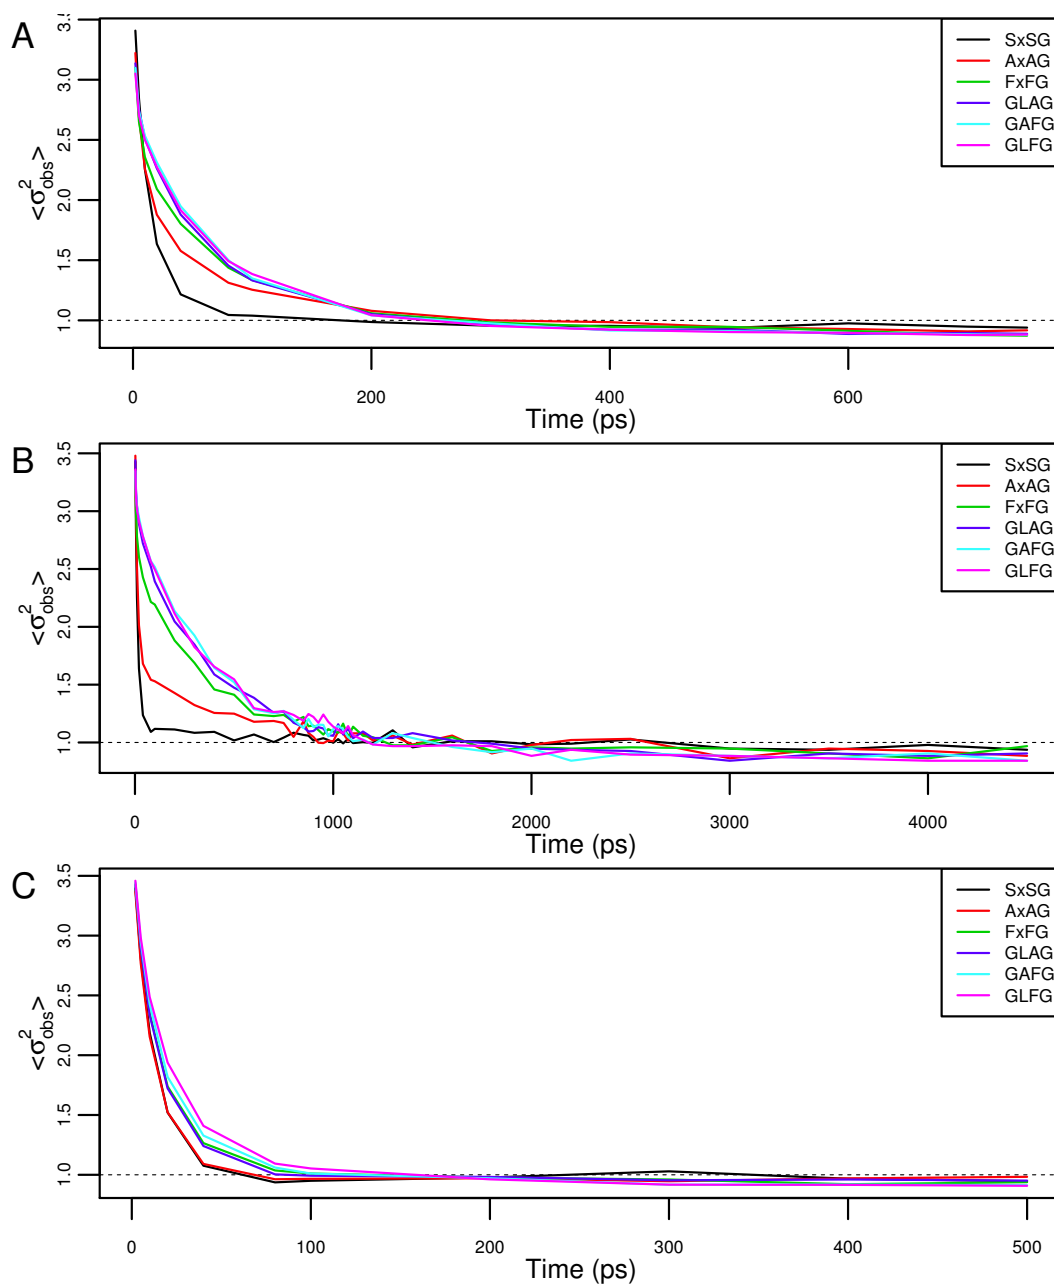 A
<σ²obs>
3.5
3.0
2.5
2.0
1.5
1.0
SxSG
AxAG
FxFG
GLAG
GAFG
GLFG
0 200 400 600
Time (ps)
B
<σ²obs>
3.5
3.0
2.5
2.0
1.5
1.0
SxSG
AxAG
FxFG
GLAG
GAFG
GLFG
0 1000 2000 3000 4000
Time (ps)
C
<σ²obs>
3.5
3.0
2.5
2.0
1.5
1.0
SxSG
AxAG
FxFG
GLAG
GAFG
GLFG
0 100 200 300 400 500
Time (ps)